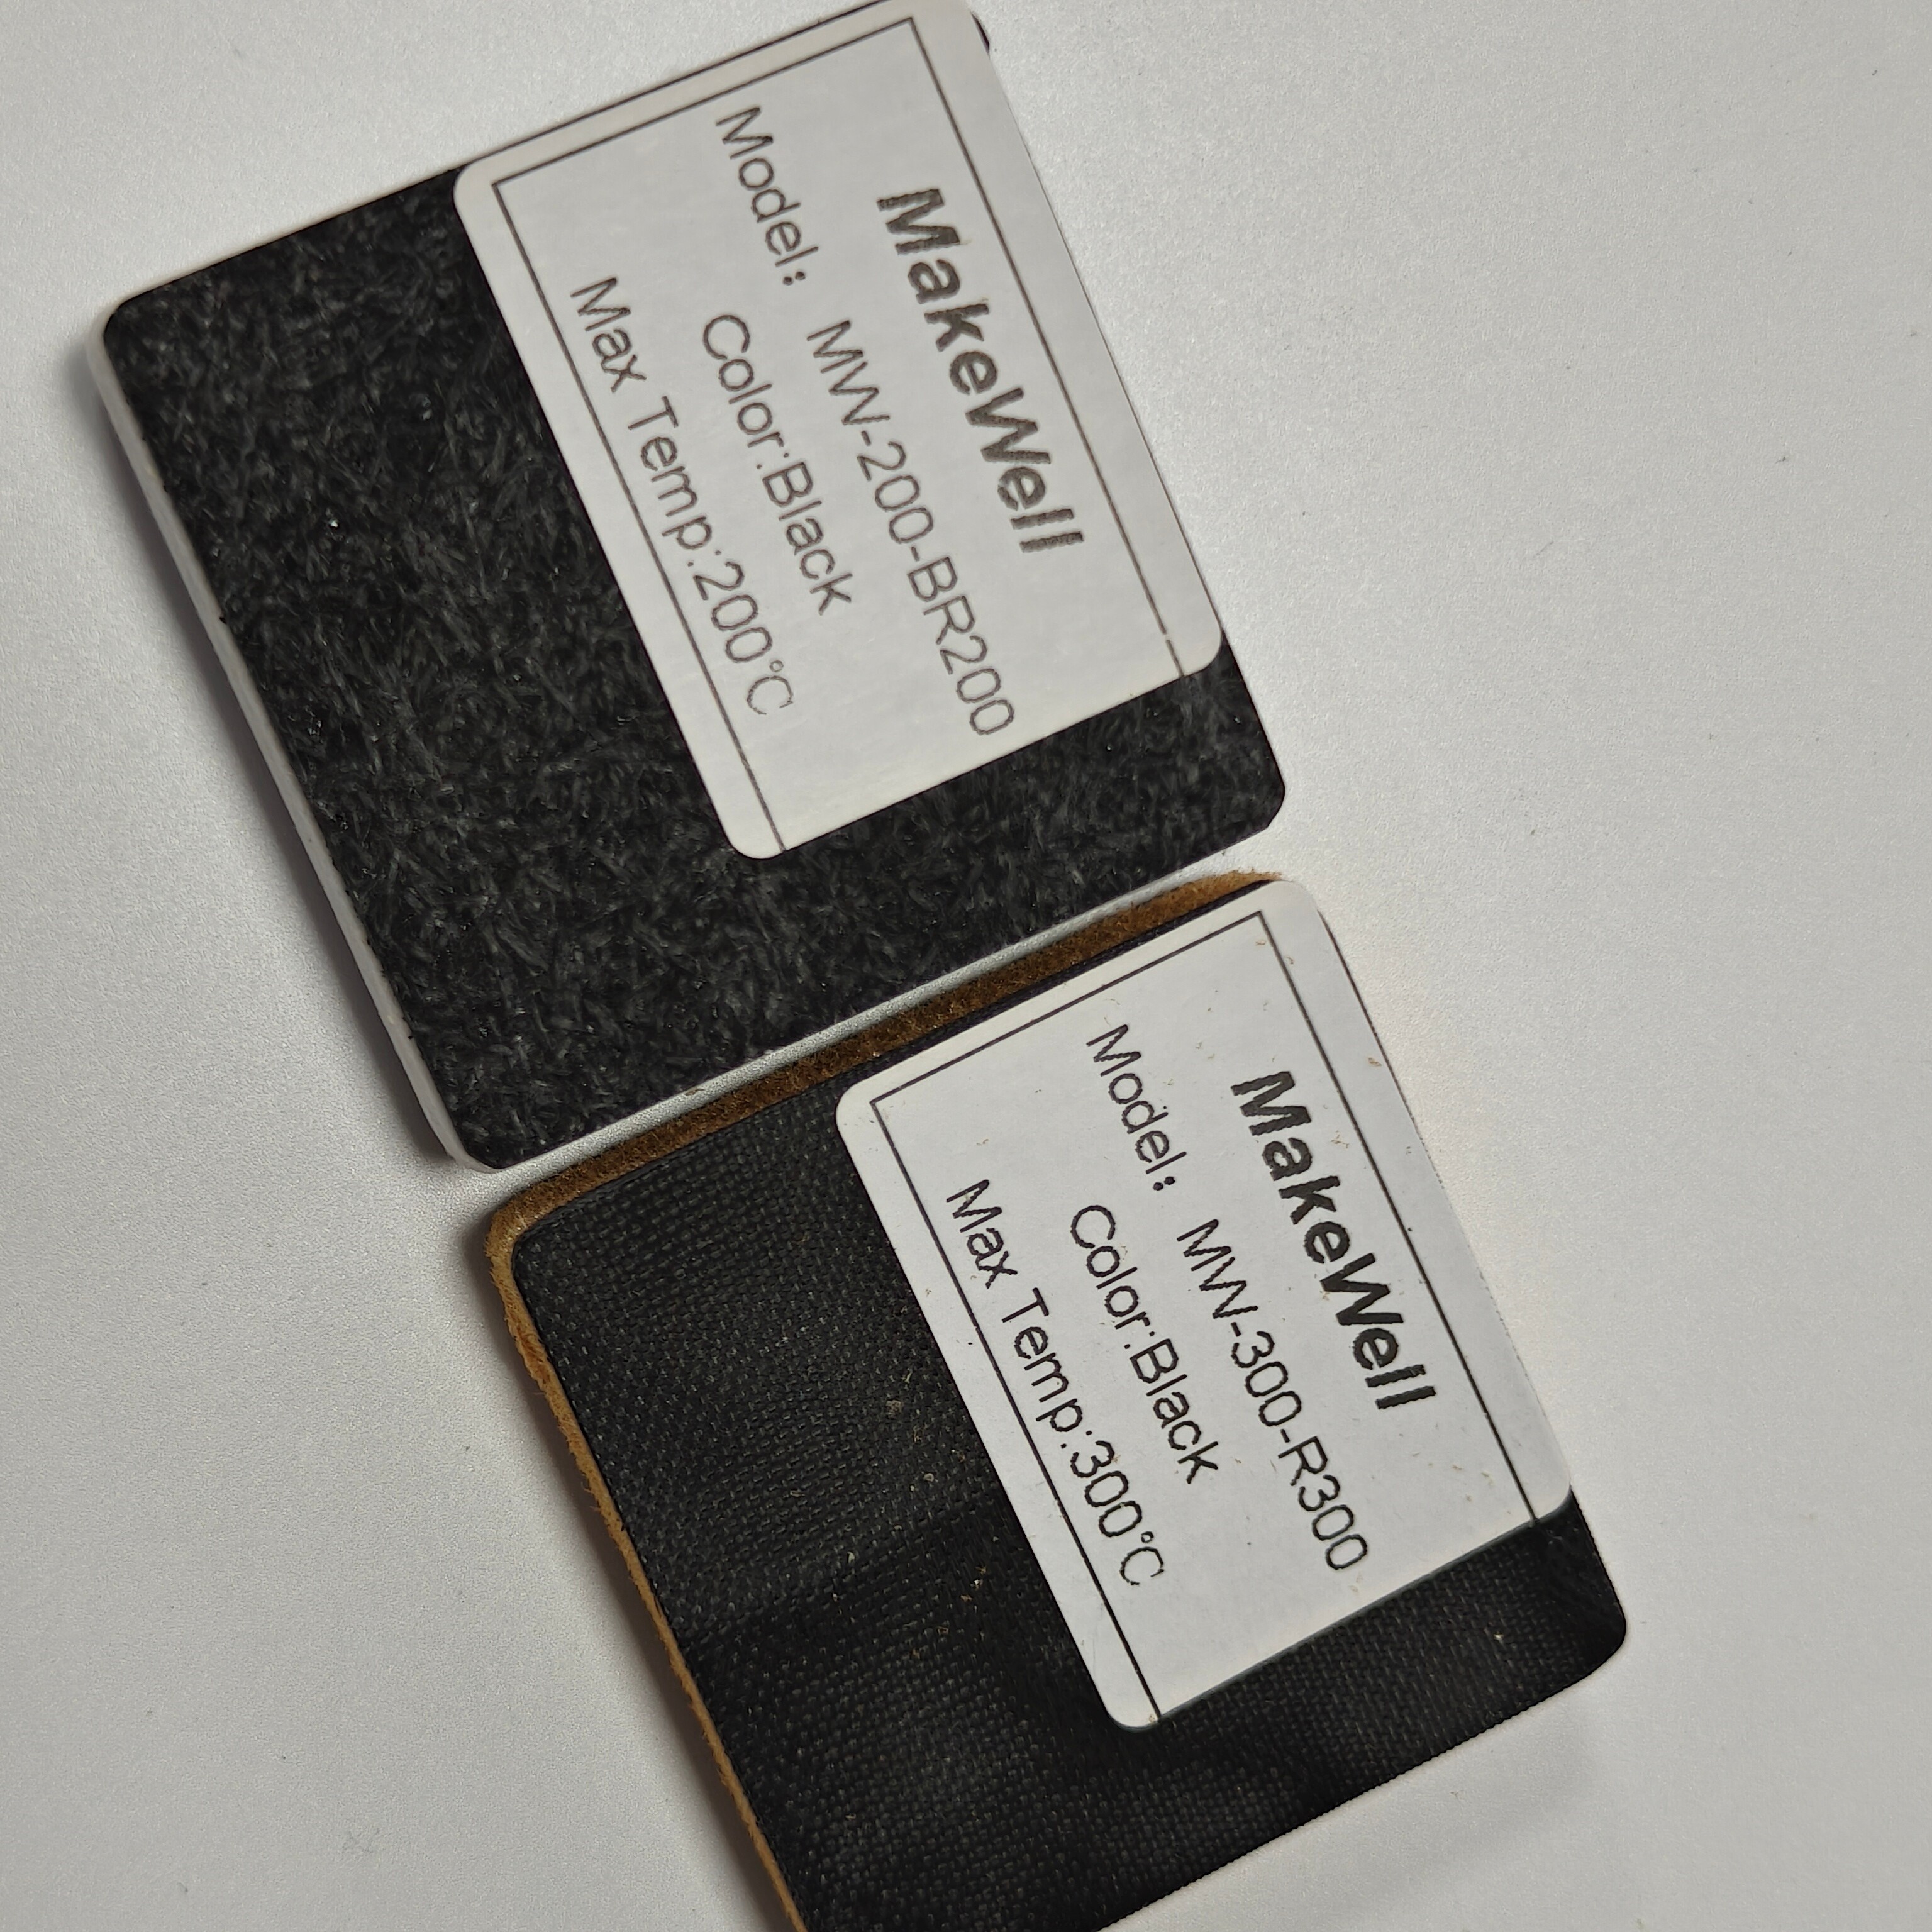 MakeWell
Model： MW-200-BR200
Color:Black
Max Temp:200℃
MakeWell
Model： MW-300-R300
Color:Black
Max Temp:300℃